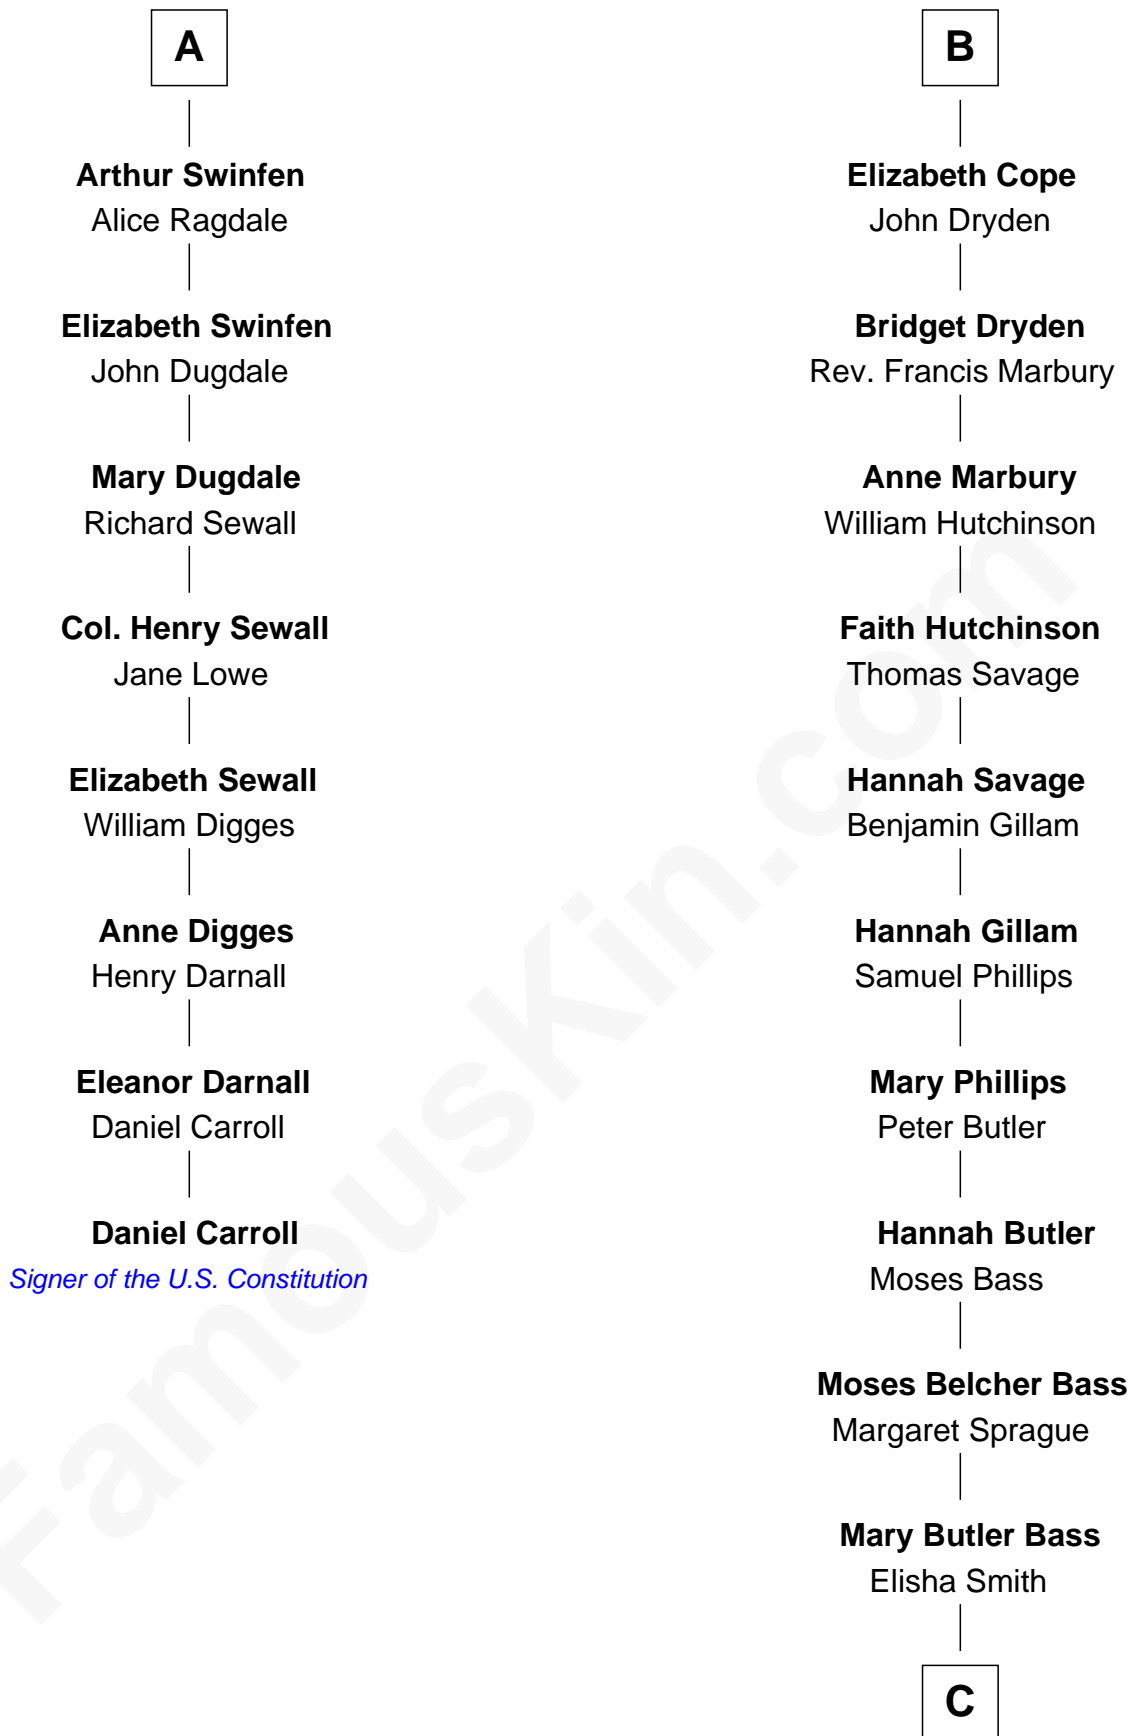 A
Arthur Swinfen
Alice Ragdale
Elizabeth Swinfen
John Dugdale
Mary Dugdale
Richard Sewall
Col. Henry Sewall
Jane Lowe
Elizabeth Sewall
William Digges
Anne Digges
Henry Darnall
Eleanor Darnall
Daniel Carroll
Daniel Carroll
Signer of the U.S. Constitution
B
Elizabeth Cope
John Dryden
Bridget Dryden
Rev. Francis Marbury
Anne Marbury
William Hutchinson
Faith Hutchinson
Thomas Savage
Hannah Savage
Benjamin Gillam
Hannah Gillam
Samuel Phillips
Mary Phillips
Peter Butler
Hannah Butler
Moses Bass
Moses Belcher Bass
Margaret Sprague
Mary Butler Bass
Elisha Smith
C
FamousKin.com